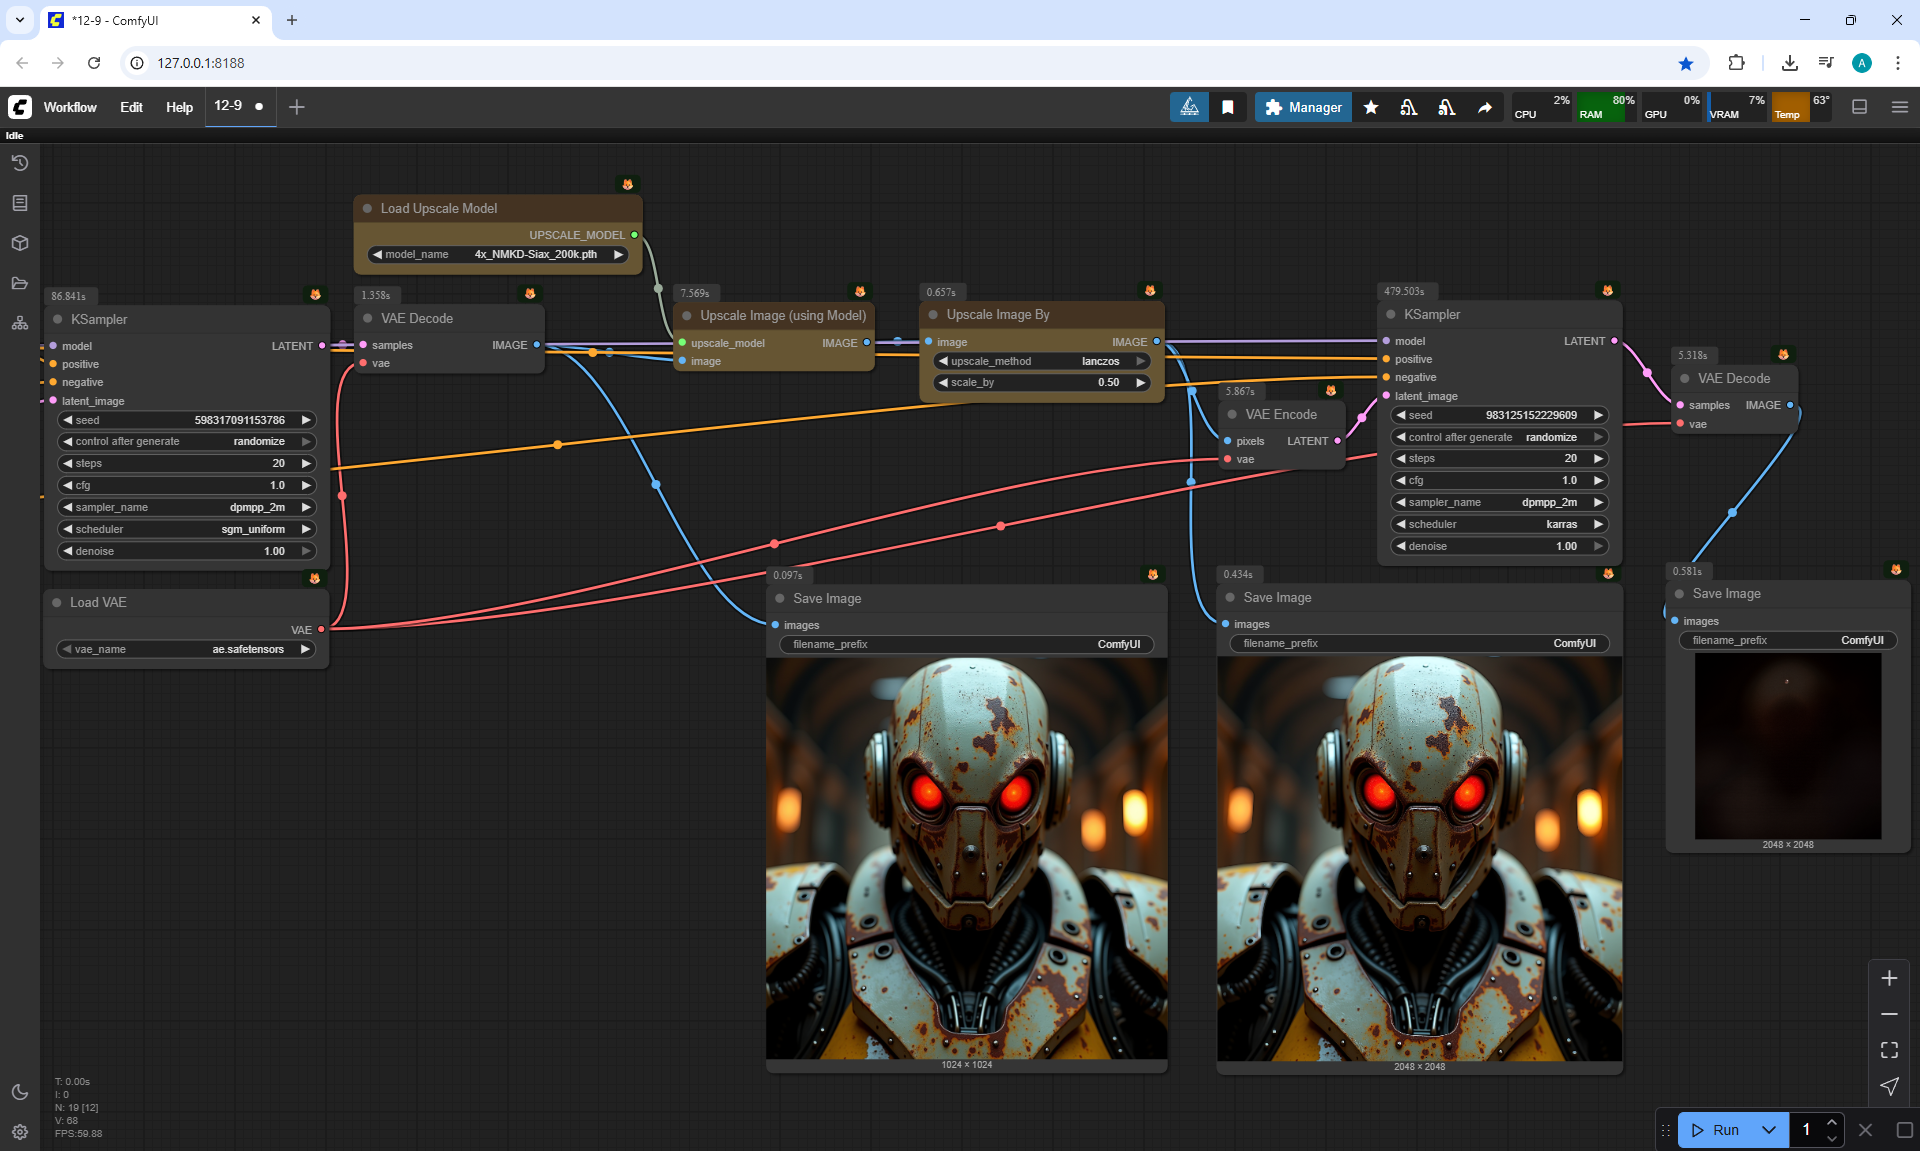 *12-9 - ComfyUI
127.0.0.1:8188
A
Workflow Edit Help 12-9
Manager
CPU 2% RAM 80% GPU 0% VRAM 7% Temp 63°
Idle
Load Upscale Model
UPSCALE_MODEL
model_name 4x_NMKD-Siax_200k.pth
86.841s
KSampler
model LATENT
positive
negative
latent_image
seed 598317091153786
control after generate randomize
steps 20
cfg 1.0
sampler_name dpmpp_2m
scheduler sgm_uniform
denoise 1.00
Load VAE
VAE
vae_name ae.safetensors
1.358s
VAE Decode
samples IMAGE
vae
7.569s
Upscale Image (using Model)
upscale_model IMAGE
image
0.657s
Upscale Image By
image IMAGE
upscale_method lanczos
scale_by 0.50
5.867s
VAE Encode
pixels LATENT
vae
479.503s
KSampler
model LATENT
positive
negative
latent_image
seed 983125152229609
control after generate randomize
steps 20
cfg 1.0
sampler_name dpmpp_2m
scheduler karras
denoise 1.00
5.318s
VAE Decode
samples IMAGE
vae
0.097s
Save Image
images
filename_prefix ComfyUI
1024 × 1024
0.434s
Save Image
images
filename_prefix ComfyUI
2048 × 2048
0.581s
Save Image
images
filename_prefix ComfyUI
2048 × 2048
T: 0.00s
I: 0
N: 19 [12]
V: 68
FPS:59.88
Run 1